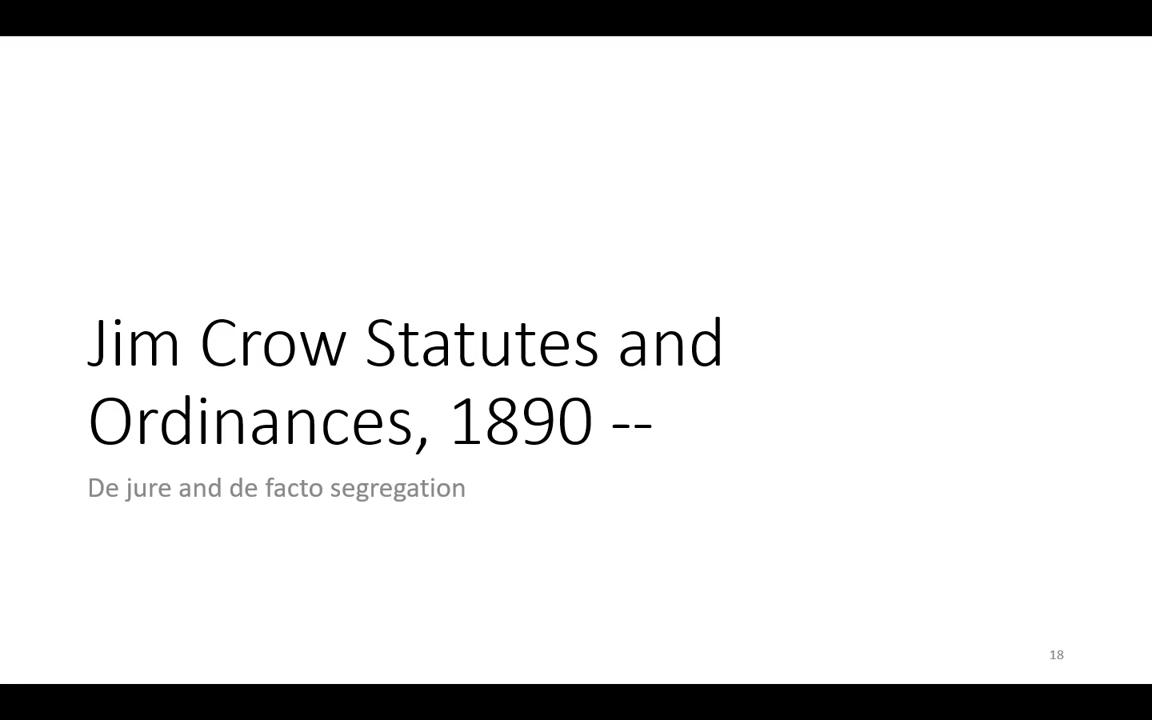 Jim Crow Statutes and
Ordinances, 1890 --
De jure and de facto segregation
18